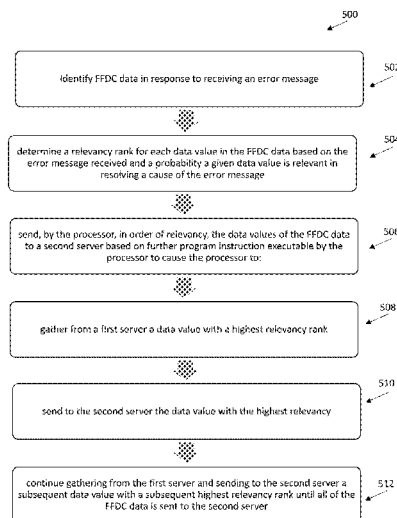 500
Identify FFDC data in response to receiving an error message
502
determine a relevancy rank for each data value in the FFDC data based on the
error message received and a probability a given data value is relevant in
resolving a cause of the error message
504
send, by the processor, in order of relevancy, the data values of the FFDC data
to a second server based on further program instruction executable by the
processor to cause the processor to:
506
gather from a first server a data value with a highest relevancy rank
508
send to the second server the data value with the highest relevancy
510
continue gathering from the first server and sending to the second server a
subsequent data value with a subsequent highest relevancy rank until all of the
FFDC data is sent to the second server
512